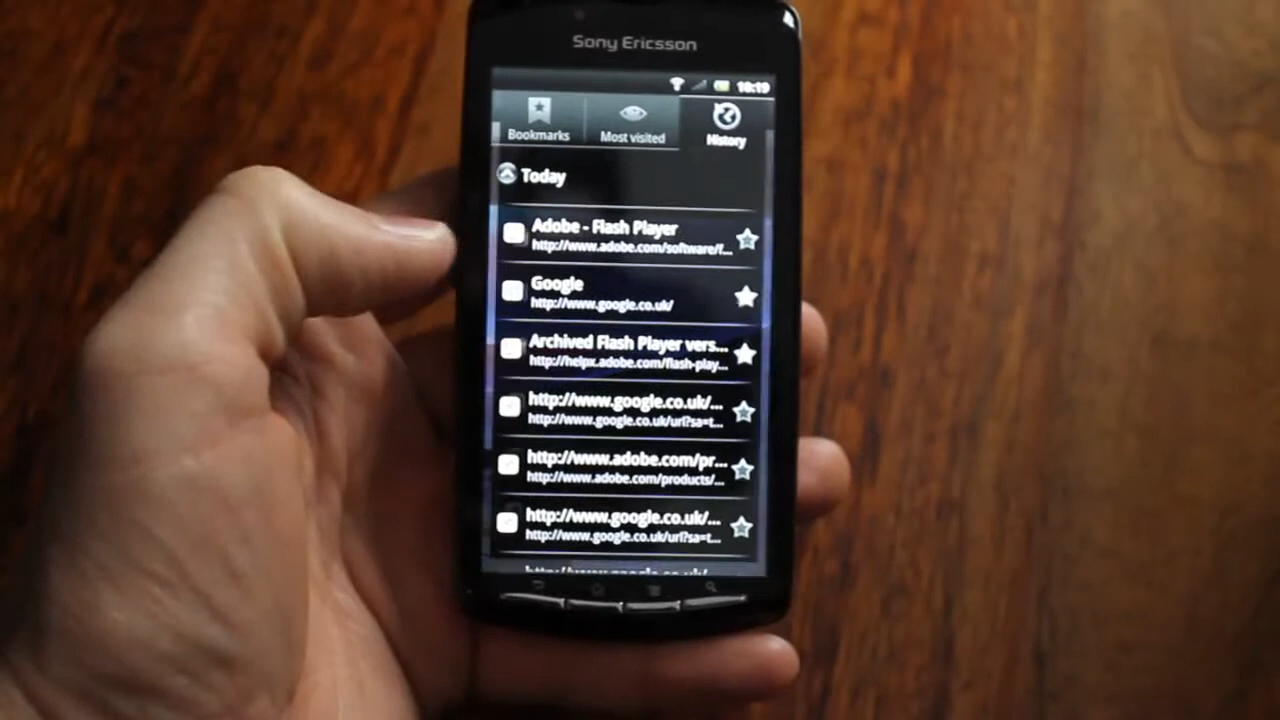 Sony Ericsson
18:19
Bookmarks
Most visited
History
Today
Adobe - Flash Player
http://www.adobe.com/software/f...
Google
http://www.google.co.uk/
Archived Flash Player vers...
http://helpx.adobe.com/flash-play...
http://www.google.co.uk/...
http://www.google.co.uk/url?sa=t...
http://www.adobe.com/pr...
http://www.adobe.com/products/...
http://www.google.co.uk/...
http://www.google.co.uk/url?sa=t...